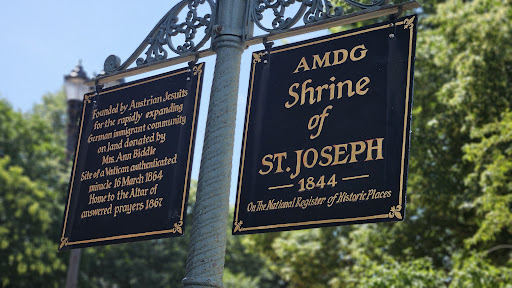 Founded by Austrian Jesuits
for the rapidly expanding
German immigrant community
on land donated by
Mrs. Ann Biddle
Site of a Vatican authenticated
miracle 16 March 1864
Home to the Altar of
answered prayers 1867
AMDG
Shrine
of
ST. JOSEPH
— 1844 —
On The National Register of Historic Places